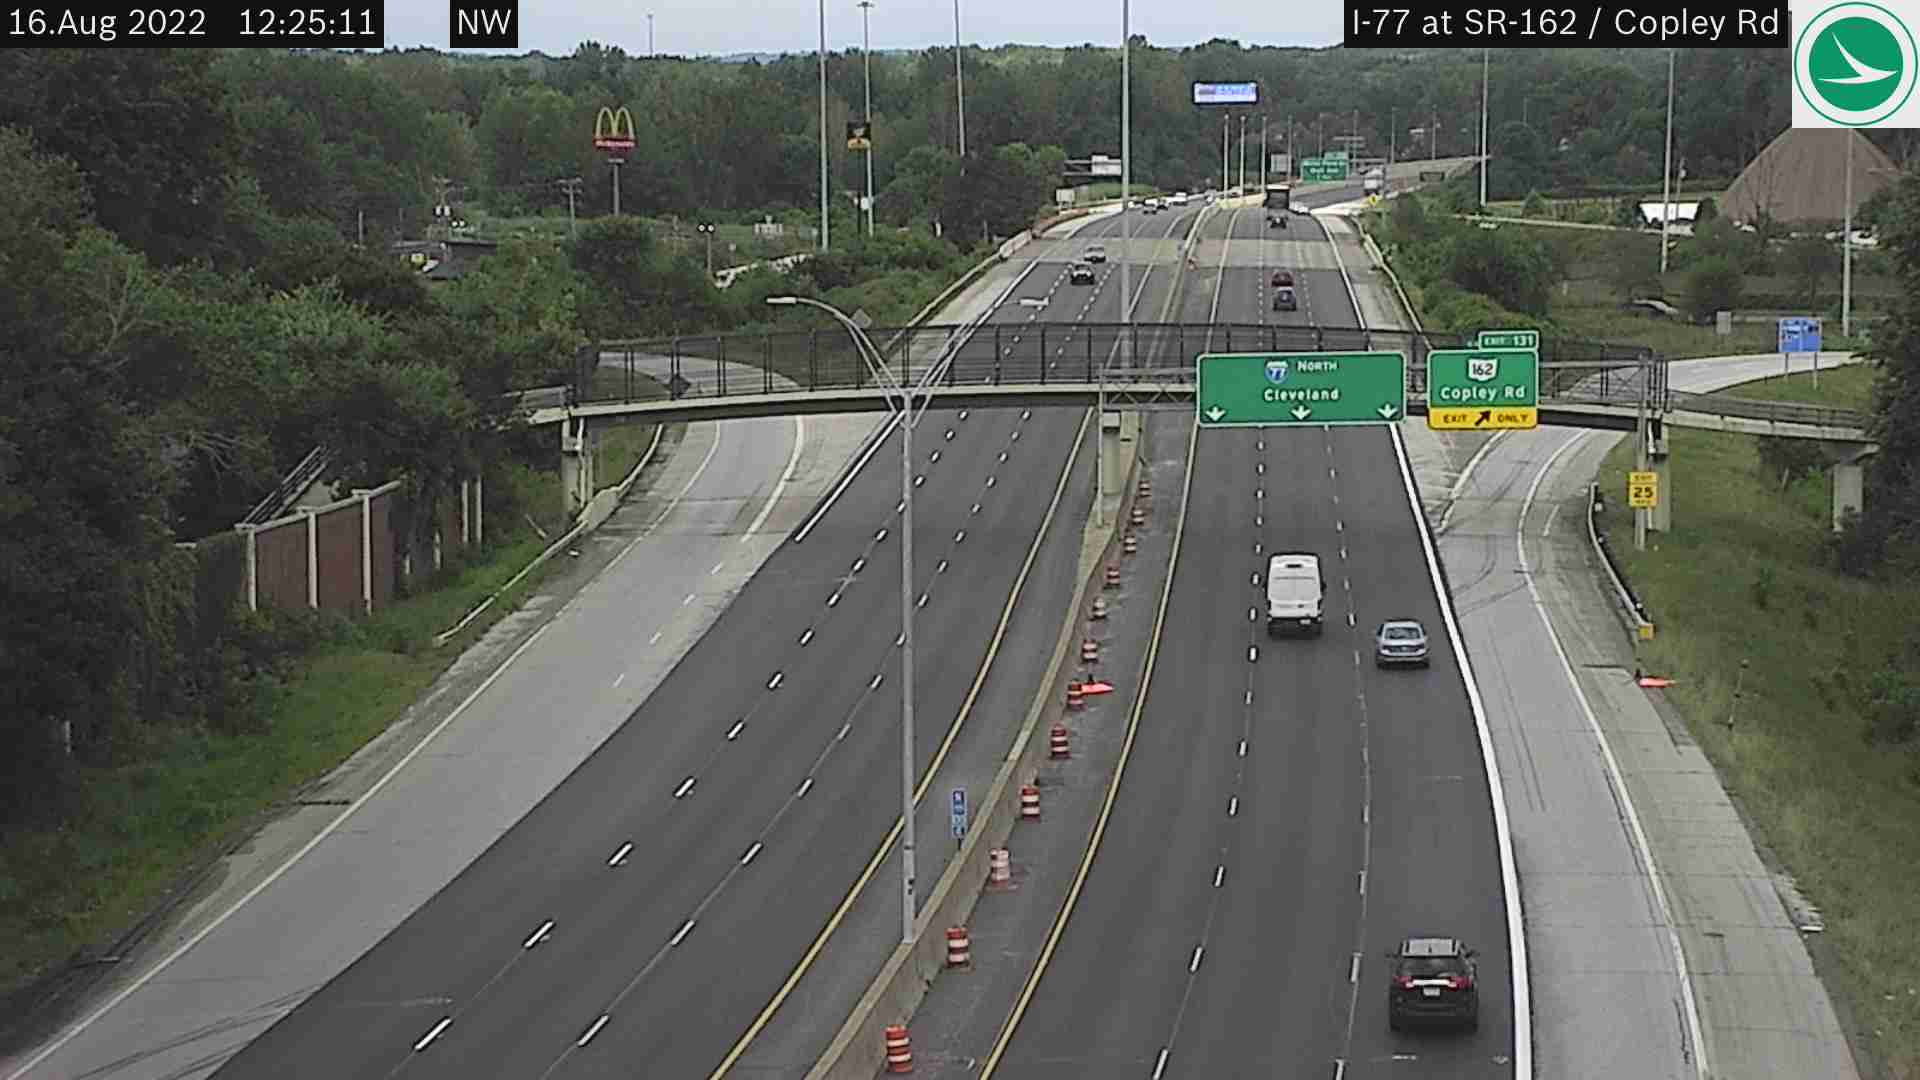 16.Aug 2022 12:25:11
NW
I-77 at SR-162 / Copley Rd
McDonald's
EXIT 131
77 NORTH
Cleveland
162
Copley Rd
EXIT ONLY
EXIT
25